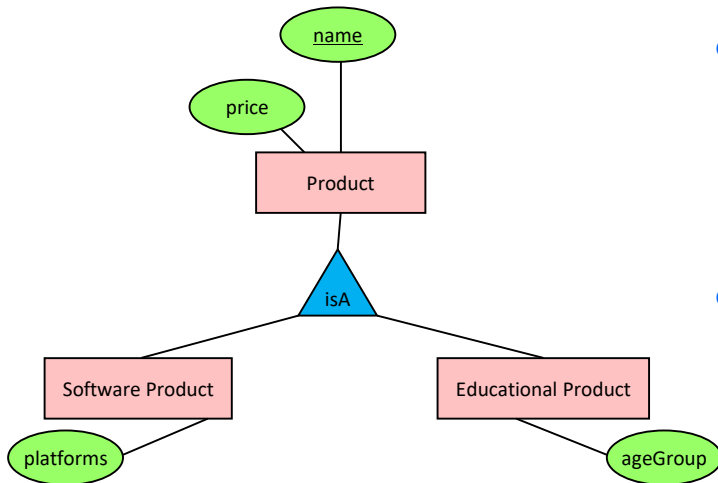 name
price
Product
isA
Software Product
Educational Product
platforms
ageGroup